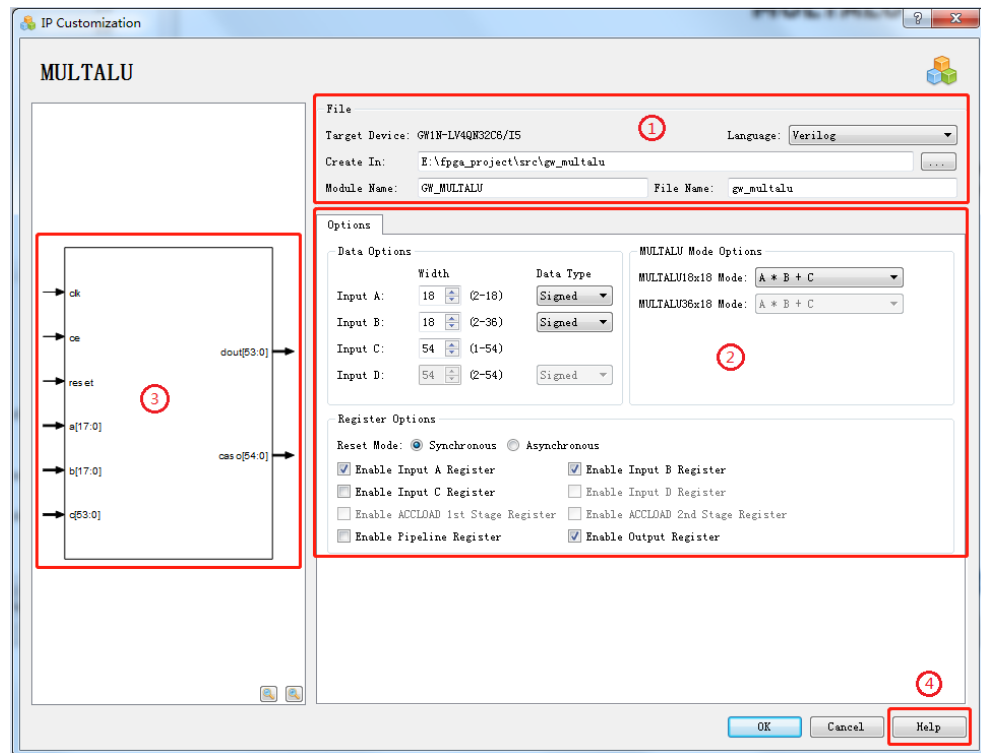 IP Customization
MULTALU
File
Target Device: GW1N-LV4QN32C6/I5
1
Language: Verilog
Create In: E:\fpga_project\src\gw_multalu ...
Module Name: GW_MULTALU File Name: gw_multalu
Options
Data Options
Width Data Type
Input A: 18 (2-18) Signed
Input B: 18 (2-36) Signed
Input C: 54 (1-54)
Input D: 54 (2-54) Signed
MULTALU Mode Options
MULTALU18x18 Mode: A * B + C
MULTALU36x18 Mode: A * B + C
2
Register Options
Reset Mode: Synchronous Asynchronous
Enable Input A Register Enable Input B Register
Enable Input C Register Enable Input D Register
Enable ACCLOAD 1st Stage Register Enable ACCLOAD 2nd Stage Register
Enable Pipeline Register Enable Output Register
clk
ce
dout[53:0]
reset
3
a[17:0]
caso[54:0]
b[17:0]
c[53:0]
4
OK Cancel Help